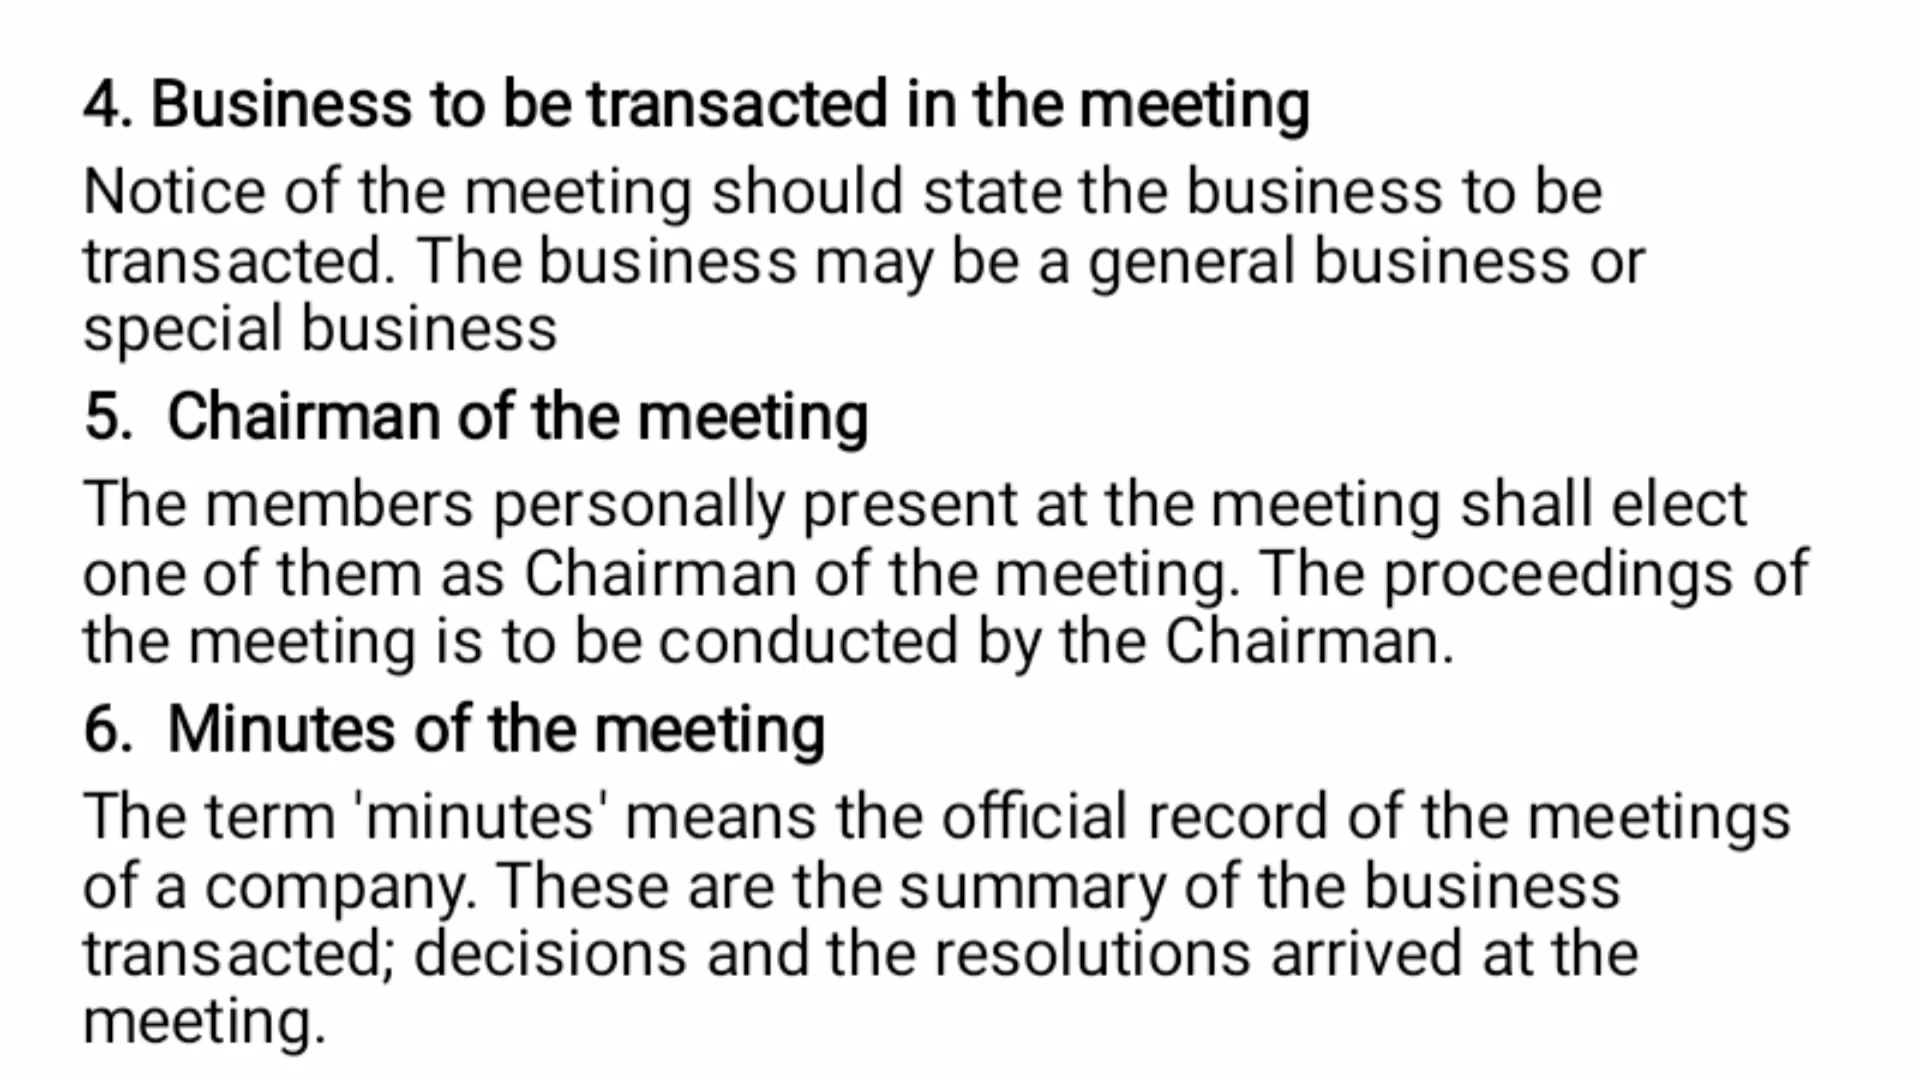 4. Business to be transacted in the meeting
Notice of the meeting should state the business to be
transacted. The business may be a general business or
special business
5. Chairman of the meeting
The members personally present at the meeting shall elect
one of them as Chairman of the meeting. The proceedings of
the meeting is to be conducted by the Chairman.
6. Minutes of the meeting
The term 'minutes' means the official record of the meetings
of a company. These are the summary of the business
transacted; decisions and the resolutions arrived at the
meeting.